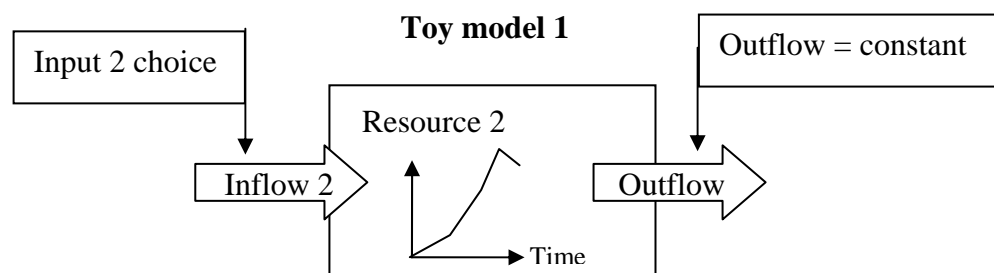 Toy model 1
Input 2 choice
Outflow = constant
Resource 2
Inflow 2
Outflow
Time